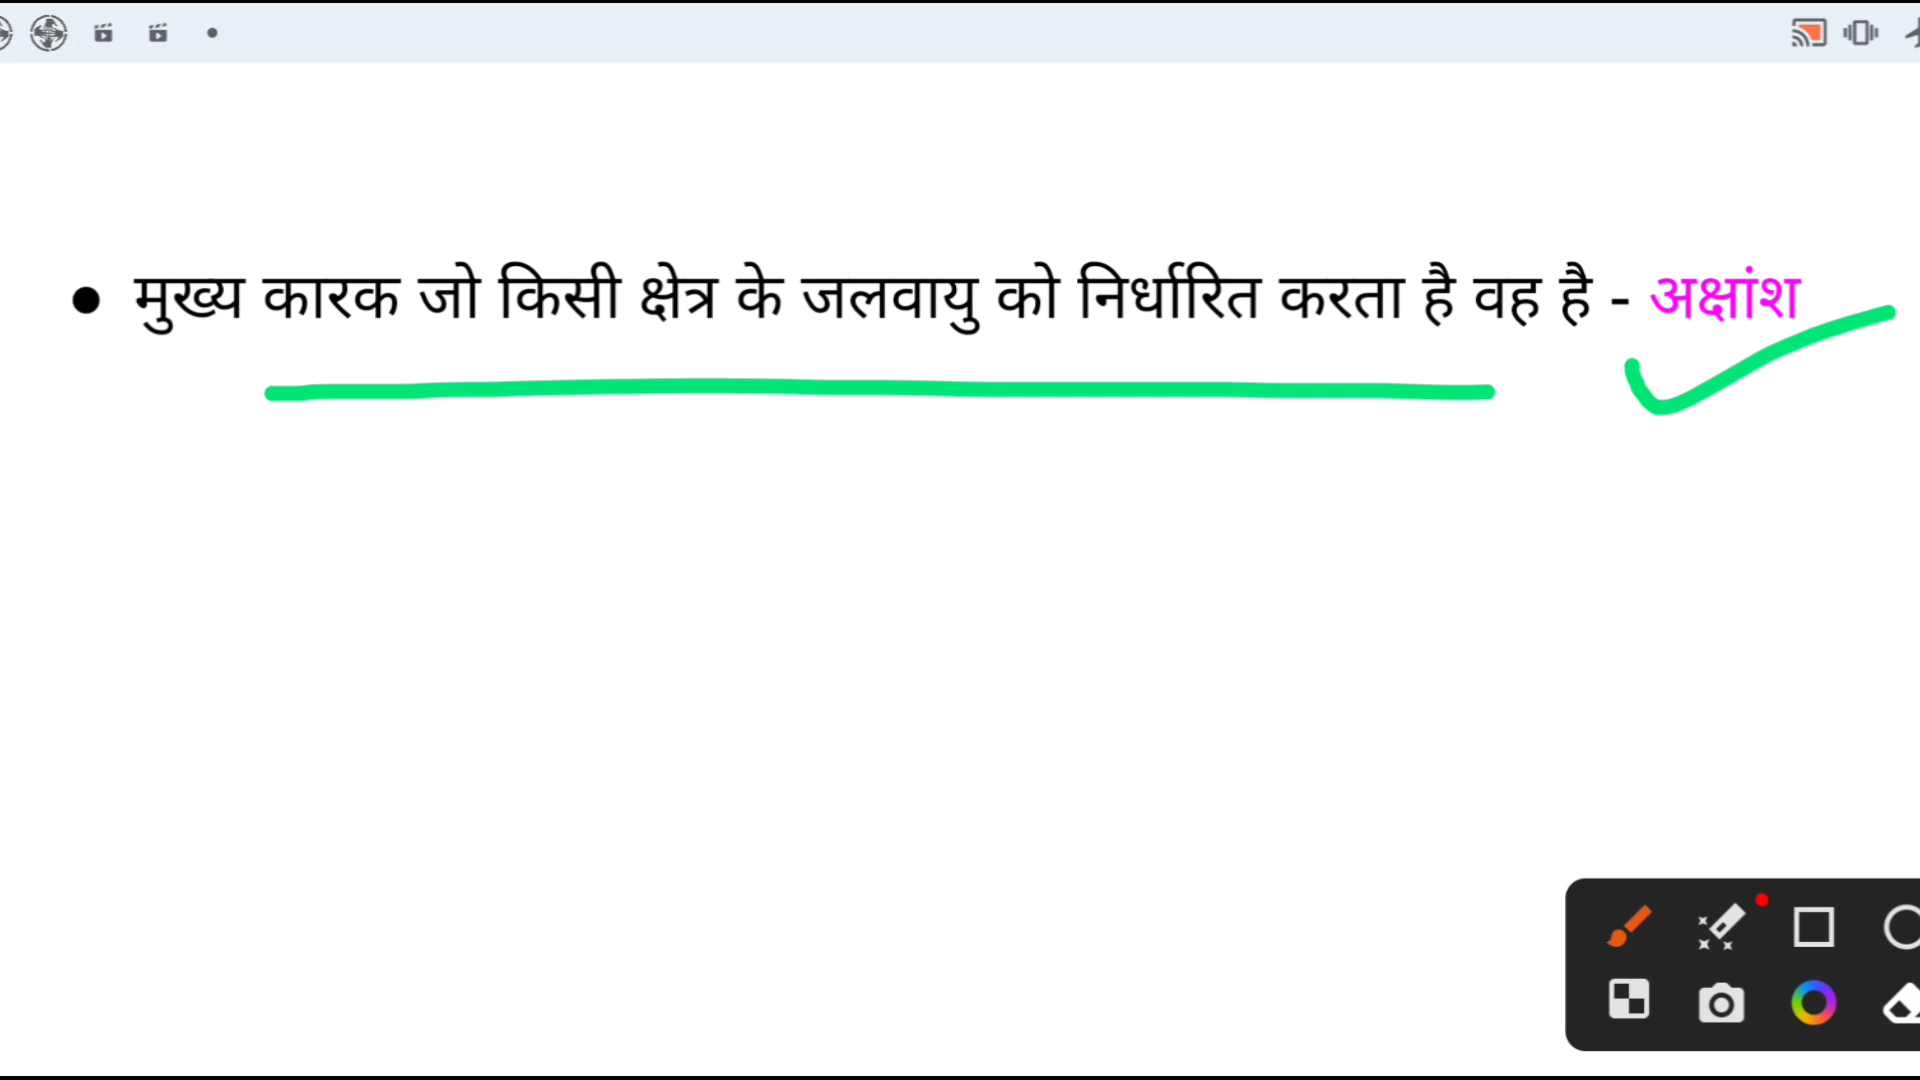 ● मुख्य कारक जो किसी क्षेत्र के जलवायु को निर्धारित करता है वह है - अक्षांश